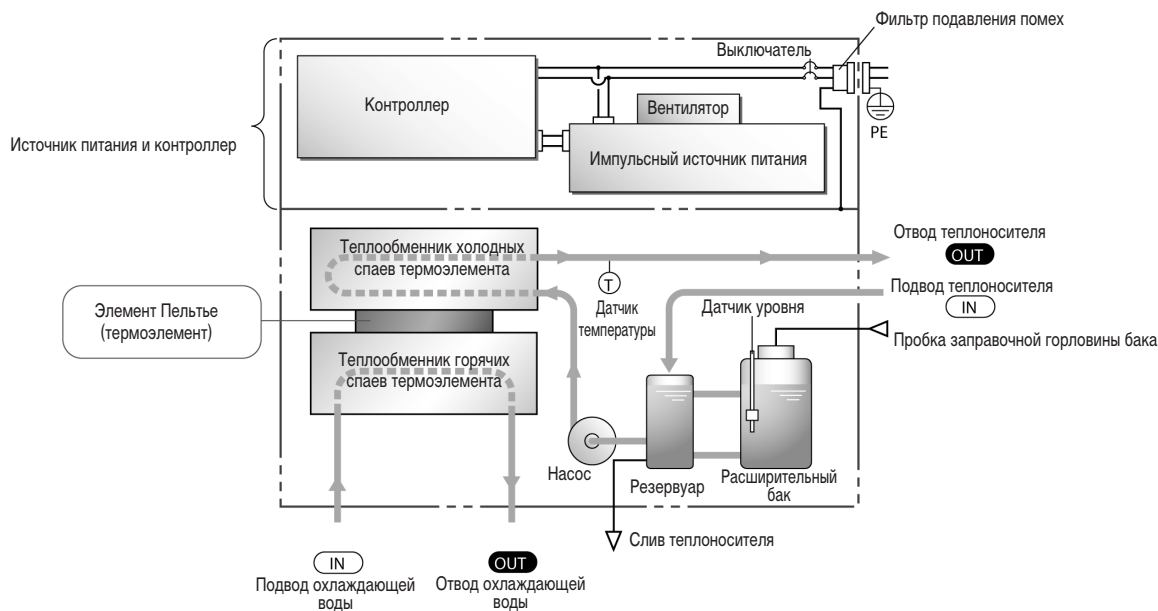 Фильтр подавления помех
Выключатель
Контроллер
Вентилятор
PE
Источник питания и контроллер
Импульсный источник питания
Теплообменник холодных
спаев термоэлемента
Отвод теплоносителя
OUT
T
Датчик
температуры
Подвод теплоносителя
IN
Датчик уровня
Элемент Пельтье
(термоэлемент)
Пробка заправочной горловины бака
Теплообменник горячих
спаев термоэлемента
Насос
Резервуар
Расширительный
бак
Слив теплоносителя
IN
Подвод охлаждающей
воды
OUT
Отвод охлаждающей
воды